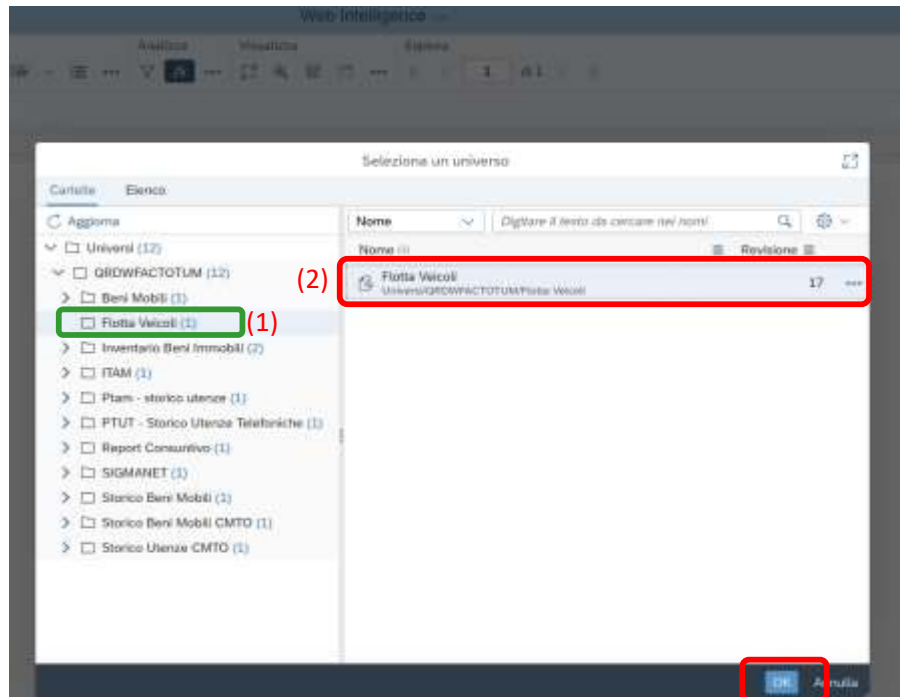 Web Intelligence
Analizza Visualizza Esplora
1 di 1
Seleziona un universo
Cartelle Elenco
Aggiorna
Nome Digitare il testo da cercare nei nomi
Universi (12)
Nome (1) Revisione
QRDWFACTOTUM (12)
(2)
Flotta Veicoli 17
Universi/QRDWFACTOTUM/Flotta Veicoli
Beni Mobili (1)
Flotta Veicoli (1)
(1)
Inventario Beni Immobili (2)
ITAM (1)
Ptam - storico utenze (1)
PTUT - Storico Utenze Telefoniche (1)
Report Consuntivo (1)
SIGMANET (1)
Storico Beni Mobili (1)
Storico Beni Mobili CMTO (1)
Storico Utenze CMTO (1)
OK Annulla